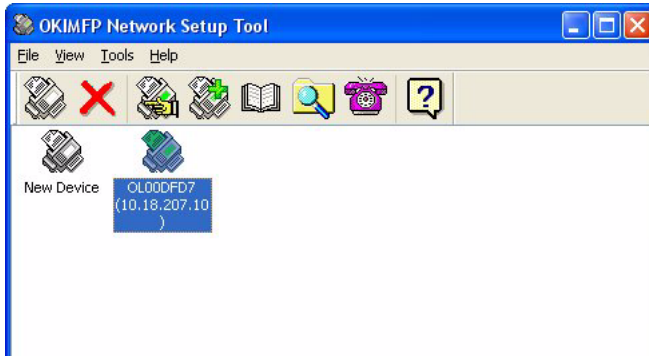 OKIMFP Network Setup Tool
File View Tools Help
?
New Device
OL00DFD7
(10.18.207.10
)